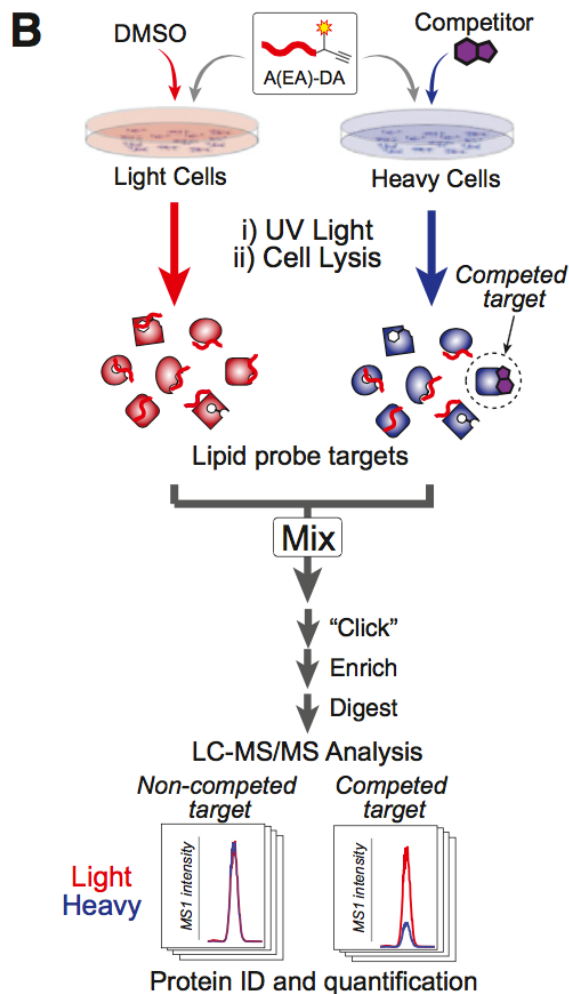 B
DMSO
A(EA)-DA
Competitor
Light Cells
Heavy Cells
i) UV Light
ii) Cell Lysis
Competed
target
Lipid probe targets
Mix
“Click”
Enrich
Digest
LC-MS/MS Analysis
Non-competed
target
Competed
target
Light
Heavy
MS1 intensity
MS1 intensity
Protein ID and quantification